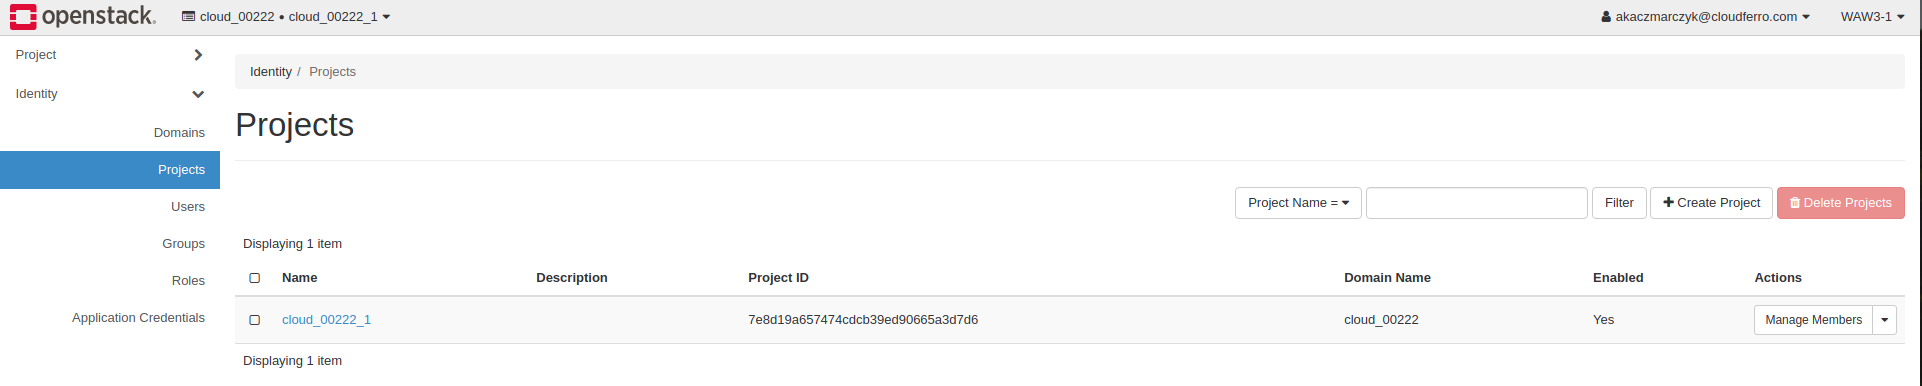 openstack. cloud_00222 • cloud_00222_1 akaczmarczyk@cloudferro.com WAW3-1
Project
Identity
Domains
Projects
Users
Groups
Roles
Application Credentials
Identity / Projects
Projects
Project Name = Filter Create Project Delete Projects
Displaying 1 item
Name Description Project ID Domain Name Enabled Actions
cloud_00222_1 7e8d19a657474cdcb39ed90665a3d7d6 cloud_00222 Yes Manage Members
Displaying 1 item